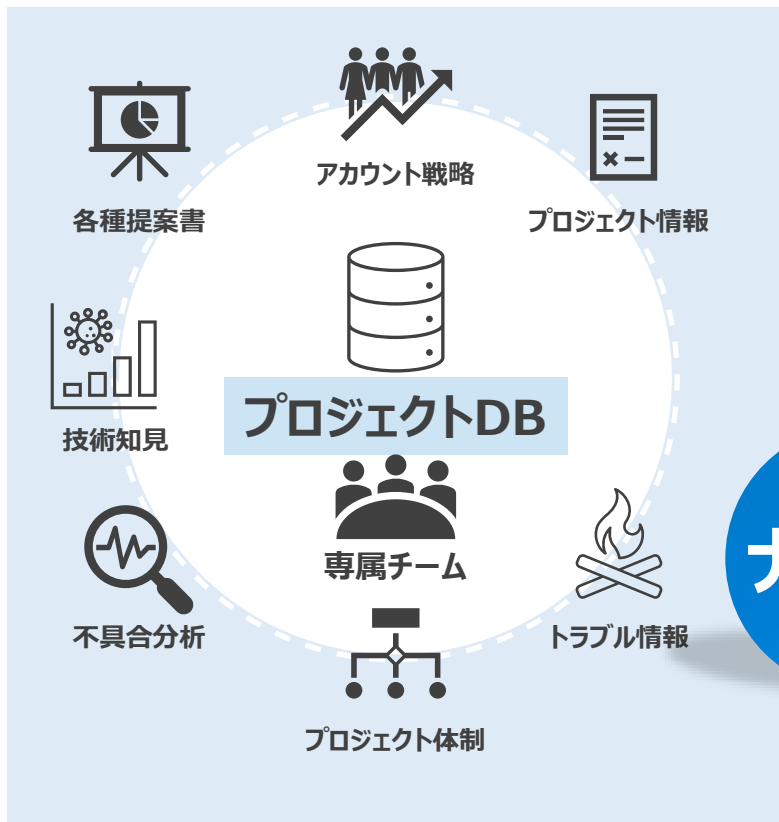 アカウント戦略
各種提案書
プロジェクト情報
プロジェクトDB
技術知見
専属チーム
不具合分析
トラブル情報
プロジェクト体制